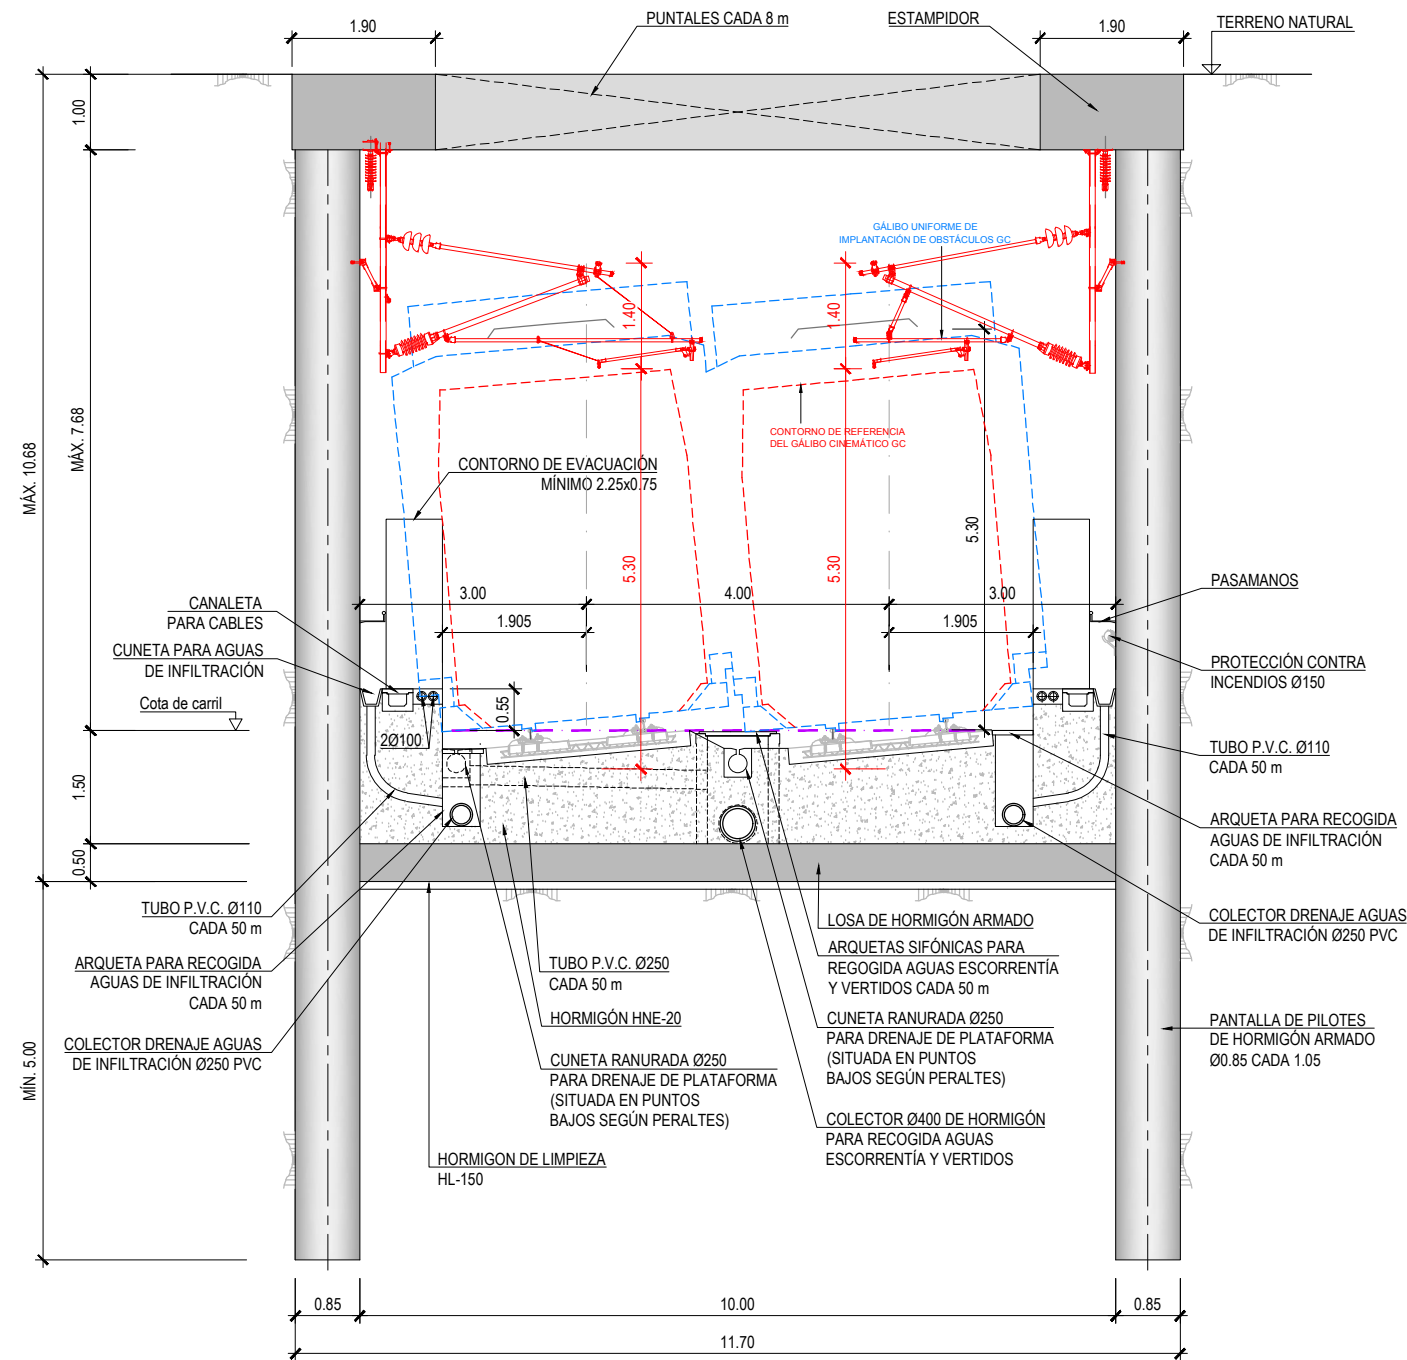 1.90
PUNTALES CADA 8 m
ESTAMPIDOR
1.90
TERRENO NATURAL
1.00
GÁLIBO UNIFORME DE
IMPLANTACIÓN DE OBSTÁCULOS GC
1.40
1.40
MÁX. 7.68
MÁX. 10.68
CONTORNO DE REFERENCIA
DEL GÁLIBO CINEMÁTICO GC
CONTORNO DE EVACUACIÓN
MÍNIMO 2.25x0.75
5.30
5.30
5.30
3.00
4.00
3.00
1.905
1.905
CANALETA
PARA CABLES
CUNETA PARA AGUAS
DE INFILTRACIÓN
Cota de carril
PASAMANOS
PROTECCIÓN CONTRA
INCENDIOS Ø150
0.55
2Ø100
TUBO P.V.C. Ø110
CADA 50 m
1.50
0.50
ARQUETA PARA RECOGIDA
AGUAS DE INFILTRACIÓN
CADA 50 m
TUBO P.V.C. Ø110
CADA 50 m
ARQUETA PARA RECOGIDA
AGUAS DE INFILTRACIÓN
CADA 50 m
COLECTOR DRENAJE AGUAS
DE INFILTRACIÓN Ø250 PVC
TUBO P.V.C. Ø250
CADA 50 m
HORMIGÓN HNE-20
CUNETA RANURADA Ø250
PARA DRENAJE DE PLATAFORMA
(SITUADA EN PUNTOS
BAJOS SEGÚN PERALTES)
HORMIGON DE LIMPIEZA
HL-150
LOSA DE HORMIGÓN ARMADO
ARQUETAS SIFÓNICAS PARA
REGOGIDA AGUAS ESCORRENTÍA
Y VERTIDOS CADA 50 m
CUNETA RANURADA Ø250
PARA DRENAJE DE PLATAFORMA
(SITUADA EN PUNTOS
BAJOS SEGÚN PERALTES)
COLECTOR Ø400 DE HORMIGÓN
PARA RECOGIDA AGUAS
ESCORRENTÍA Y VERTIDOS
COLECTOR DRENAJE AGUAS
DE INFILTRACIÓN Ø250 PVC
PANTALLA DE PILOTES
DE HORMIGÓN ARMADO
Ø0.85 CADA 1.05
MÍN. 5.00
0.85
10.00
0.85
11.70